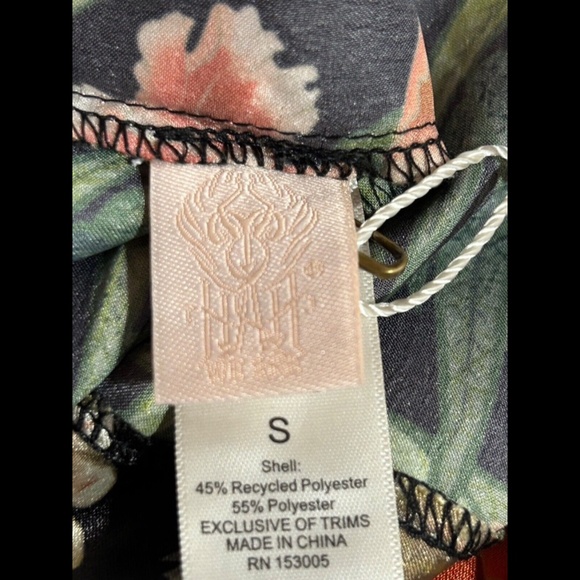 S
Shell:
45% Recycled Polyester
55% Polyester
EXCLUSIVE OF TRIMS
MADE IN CHINA
RN 153005